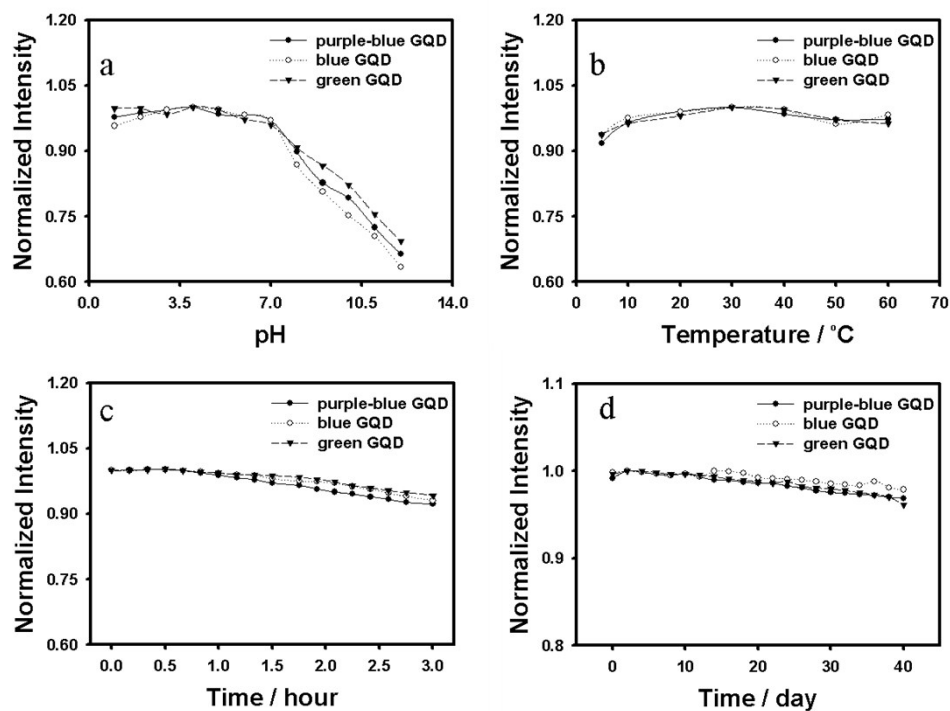 a
purple-blue GQD
blue GQD
green GQD
Normalized Intensity
1.20
1.05
0.90
0.75
0.60
0.0 3.5 7.0 10.5 14.0
pH
b
purple-blue GQD
blue GQD
green GQD
Normalized Intensity
1.20
1.05
0.90
0.75
0.60
0 10 20 30 40 50 60 70
Temperature / °C
c
purple-blue GQD
blue GQD
green GQD
Normalized Intensity
1.20
1.05
0.90
0.75
0.60
0.0 0.5 1.0 1.5 2.0 2.5 3.0
Time / hour
d
purple-blue GQD
blue GQD
green GQD
Normalized Intensity
1.1
1.0
0.9
0.8
0 10 20 30 40
Time / day